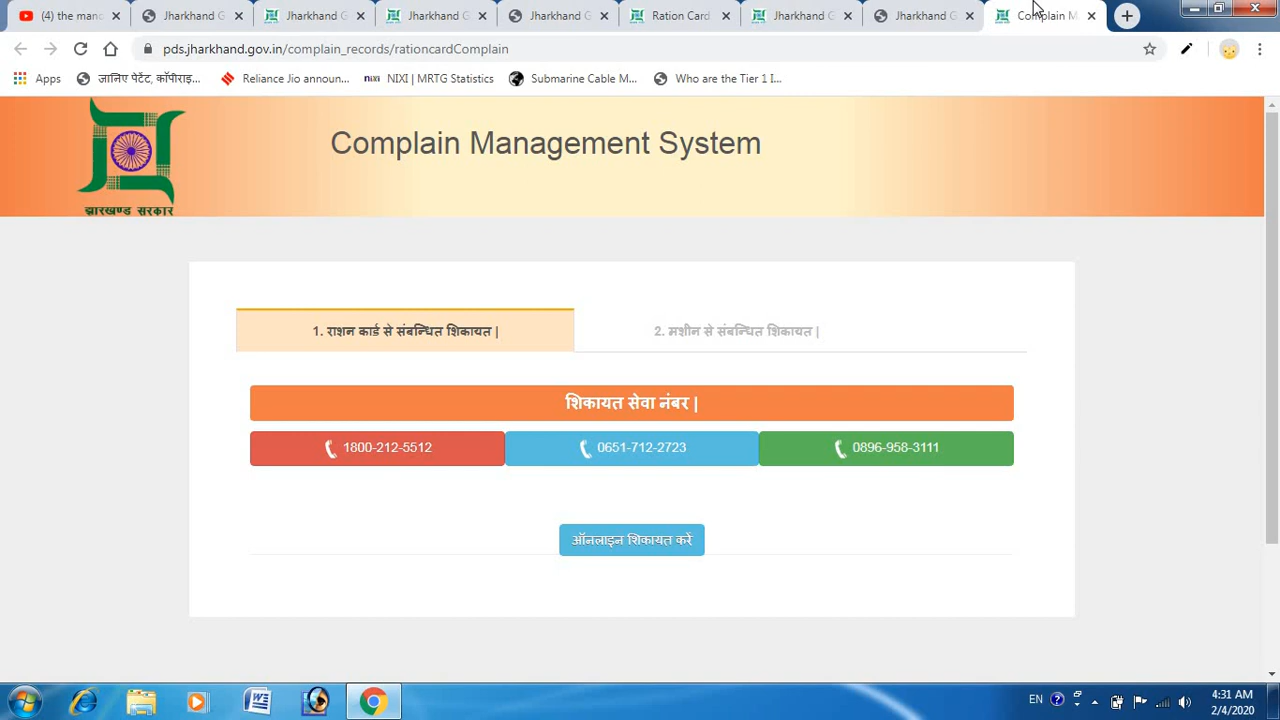 (4) the mano
Jharkhand G
Jharkhand G
Jharkhand G
Jharkhand G
Ration Card
Jharkhand G
Jharkhand G
Complain M
pds.jharkhand.gov.in/complain_records/rationcardComplain
Apps
जानिए पेटेंट, कॉपीराइ...
Reliance Jio announ...
nixi
NIXI | MRTG Statistics
Submarine Cable M...
Who are the Tier 1 I...
झारखण्ड सरकार
Complain Management System
1. राशन कार्ड से संबन्धित शिकायत |
2. मशीन से संबन्धित शिकायत |
शिकायत सेवा नंबर |
1800-212-5512
0651-712-2723
0896-958-3111
ऑनलाइन शिकायत करें
EN
4:31 AM
2/4/2020